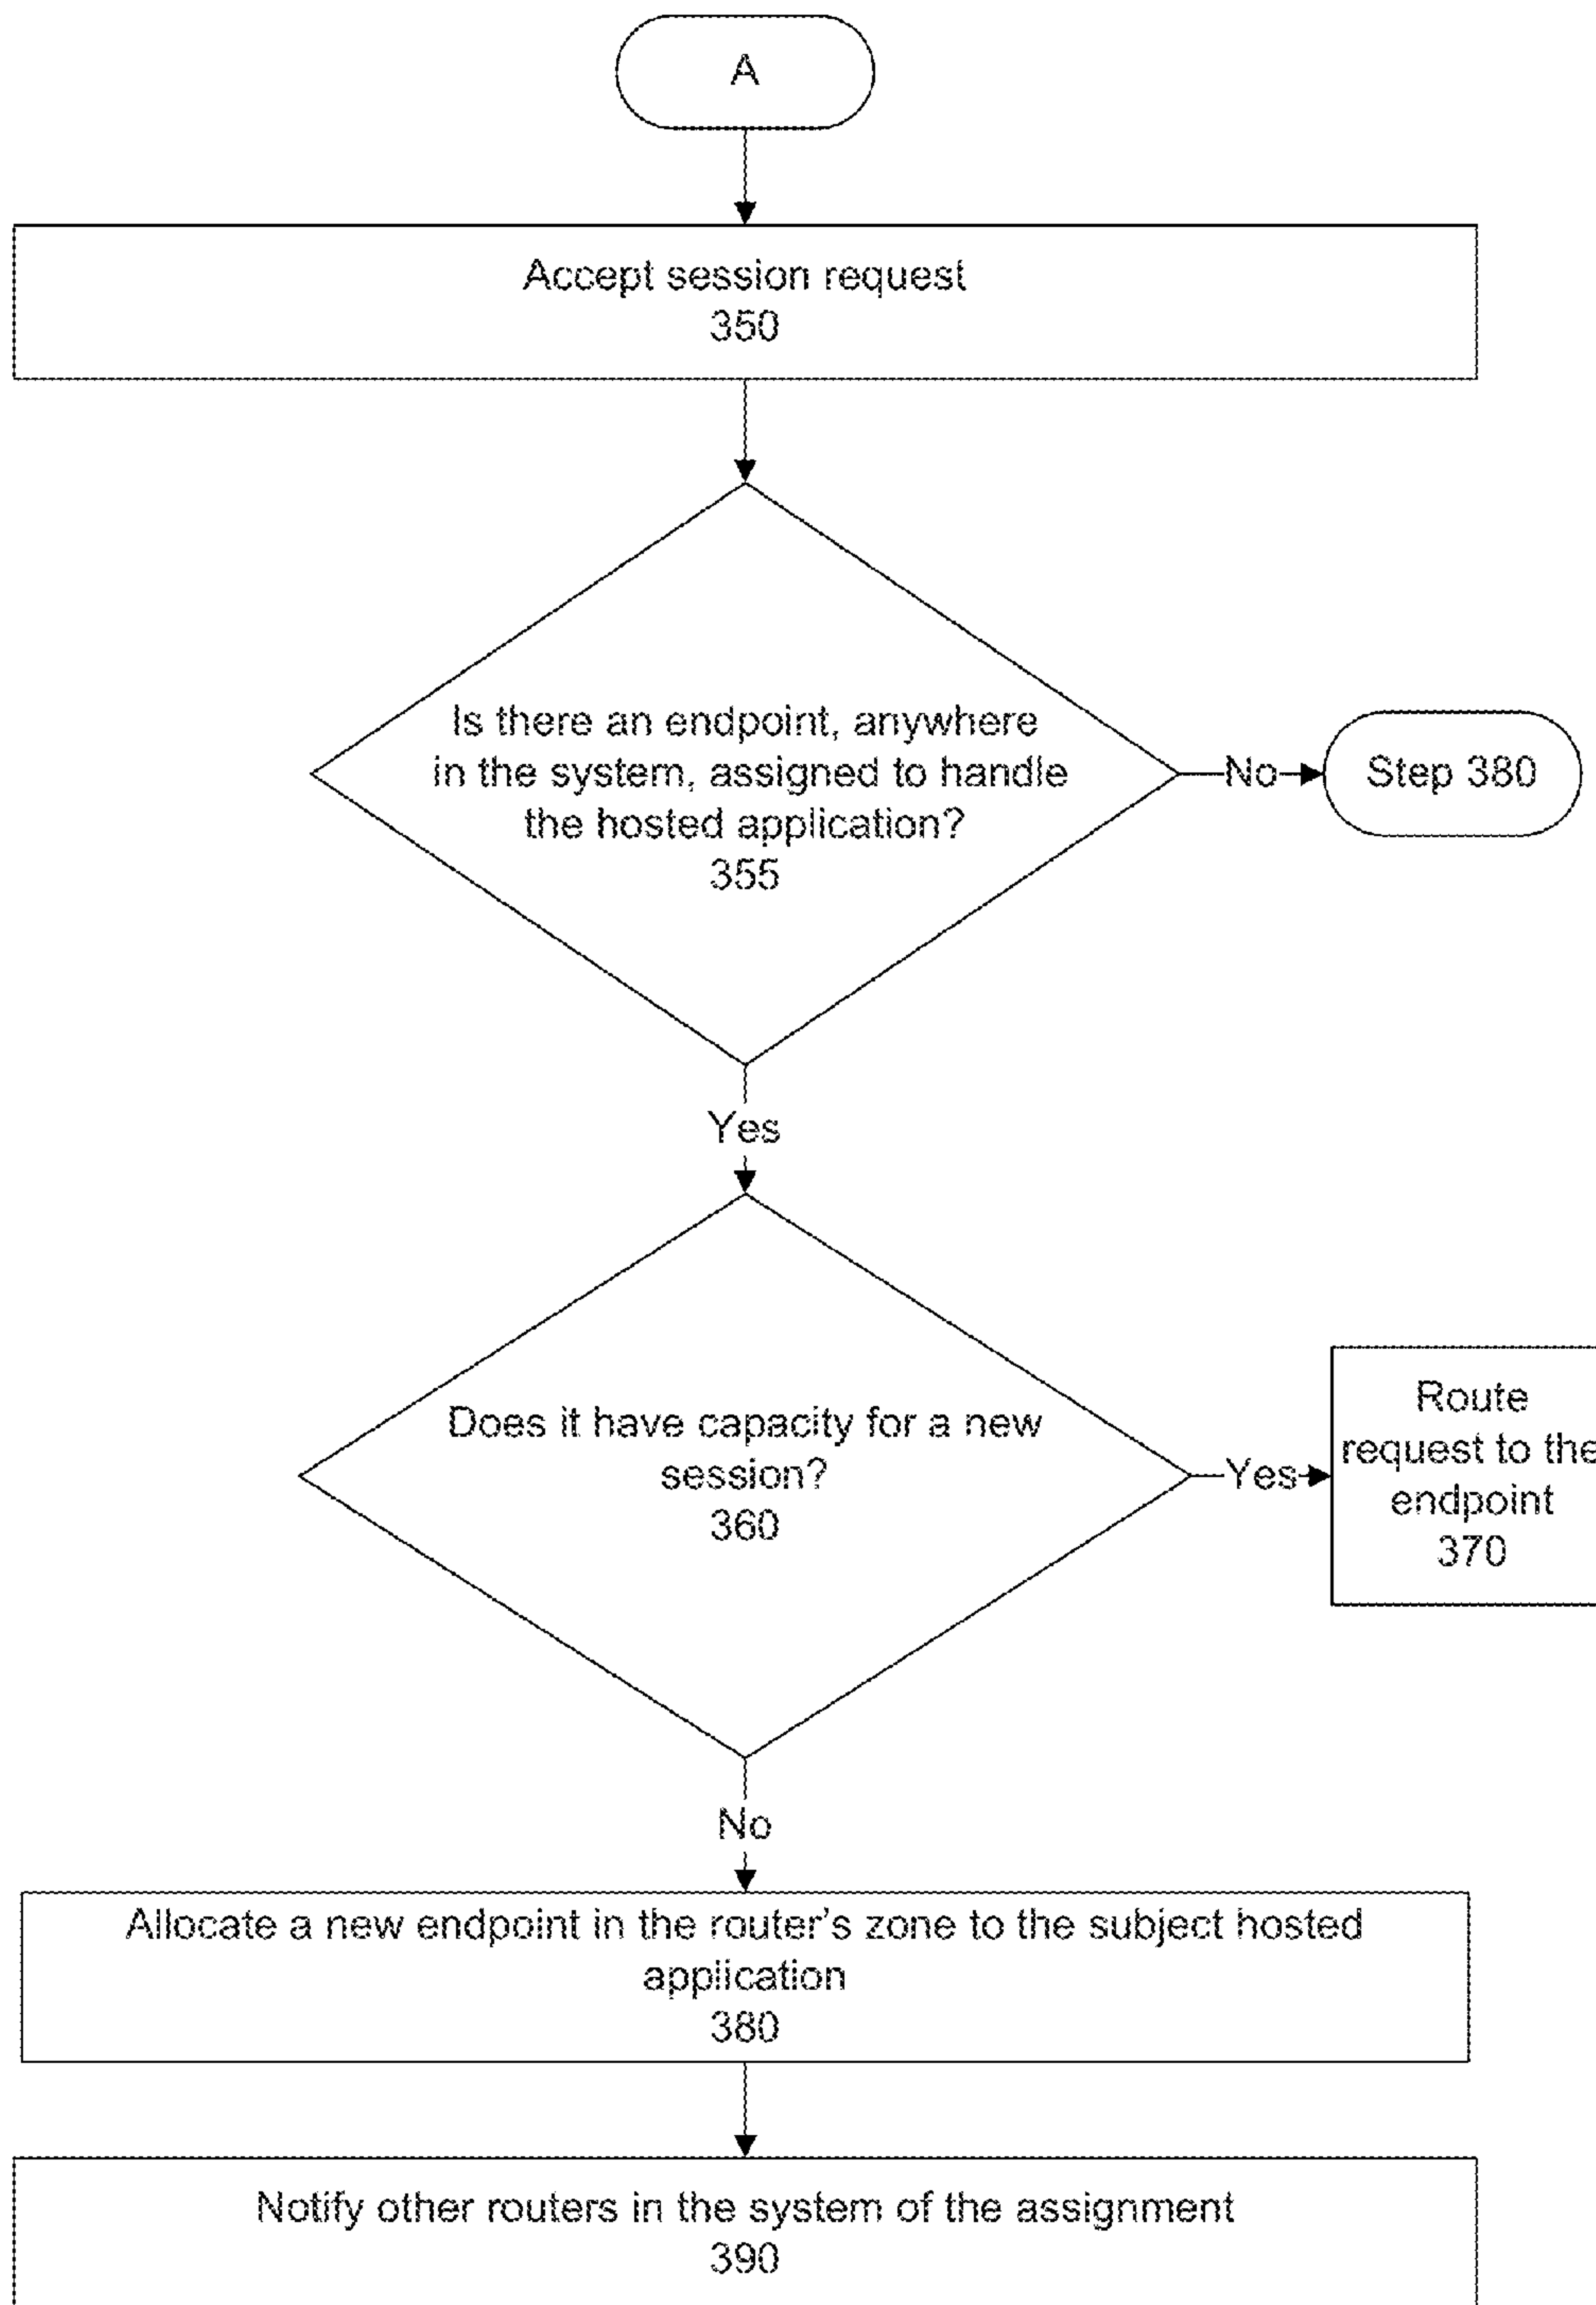 A
Accept session request
350
Is there an endpoint, anywhere
in the system, assigned to handle
the hosted application?
355
No
Step 380
Yes
Does it have capacity for a new
session?
360
Yes
Route
request to the
endpoint
370
No
Allocate a new endpoint in the router's zone to the subject hosted
application
380
Notify other routers in the system of the assignment
390